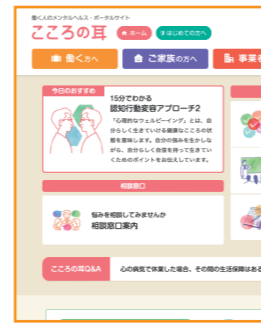 働く人のメンタルヘルス・ポータルサイト
こころの耳
ホーム
はじめての方へ
働く方へ
ご家族の方へ
事業者
今日のおすすめ
15分でわかる
認知行動変容アプローチ2
「心理的なウェルビーイング」とは、自
分らしく生きていける健康なこころの状
態を意味します。自分の強みを生かしな
がら、自分らしく自信を持って生きてい
くためのポイントをお伝えしています。
相談窓口
悩みを相談してみませんか
相談窓口案内
こころの耳Q&A
心の病気で休業した場合、その間の生活保障はある